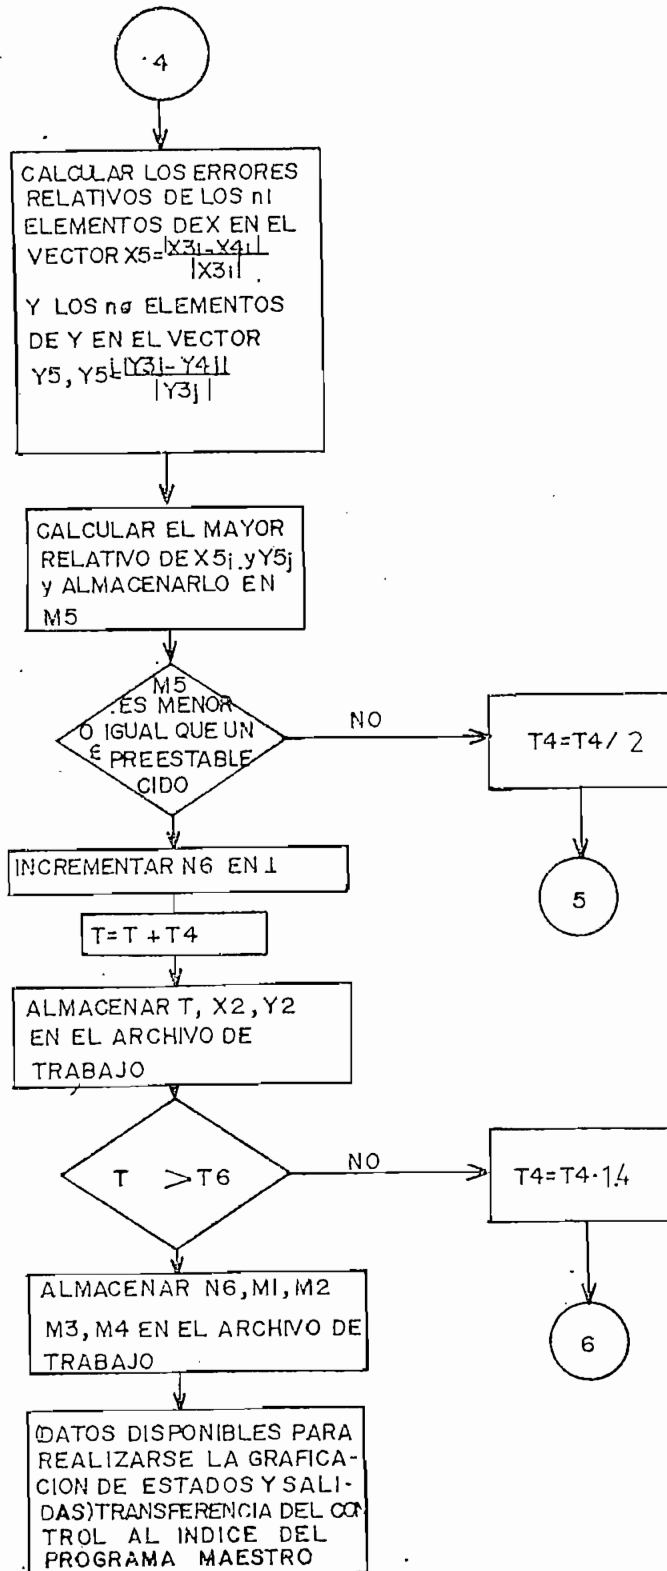 4
CALCULAR LOS ERRORES
RELATIVOS DE LOS nI
ELEMENTOS DEX EN EL
VECTOR X5=|X3i-X4i|
|X3i|
Y LOS no ELEMENTOS
DE Y EN EL VECTOR
Y5, Y5=||Y3j-Y4j||
|Y3j|
CALCULAR EL MAYOR
RELATIVO DE X5i. y Y5j
y ALMACENARLO EN
M5
M5
.ES MENOR
O IGUAL QUE UN
ε PREESTABLE
CIDO
NO
T4=T4/2
5
INCREMENTAR N6 EN 1
T=T+T4
ALMACENAR T, X2, Y2
EN EL ARCHIVO DE
TRABAJO
T >T6
NO
T4=T4·1.4
6
ALMACENAR N6,M1,M2
M3,M4 EN EL ARCHIVO DE
TRABAJO
(DATOS DISPONIBLES PARA
REALIZARSE LA GRAFICA-
CION DE ESTADOS Y SALI-
DAS)TRANSFERENCIA DEL CON
TROL AL INDICE DEL
PROGRAMA MAESTRO